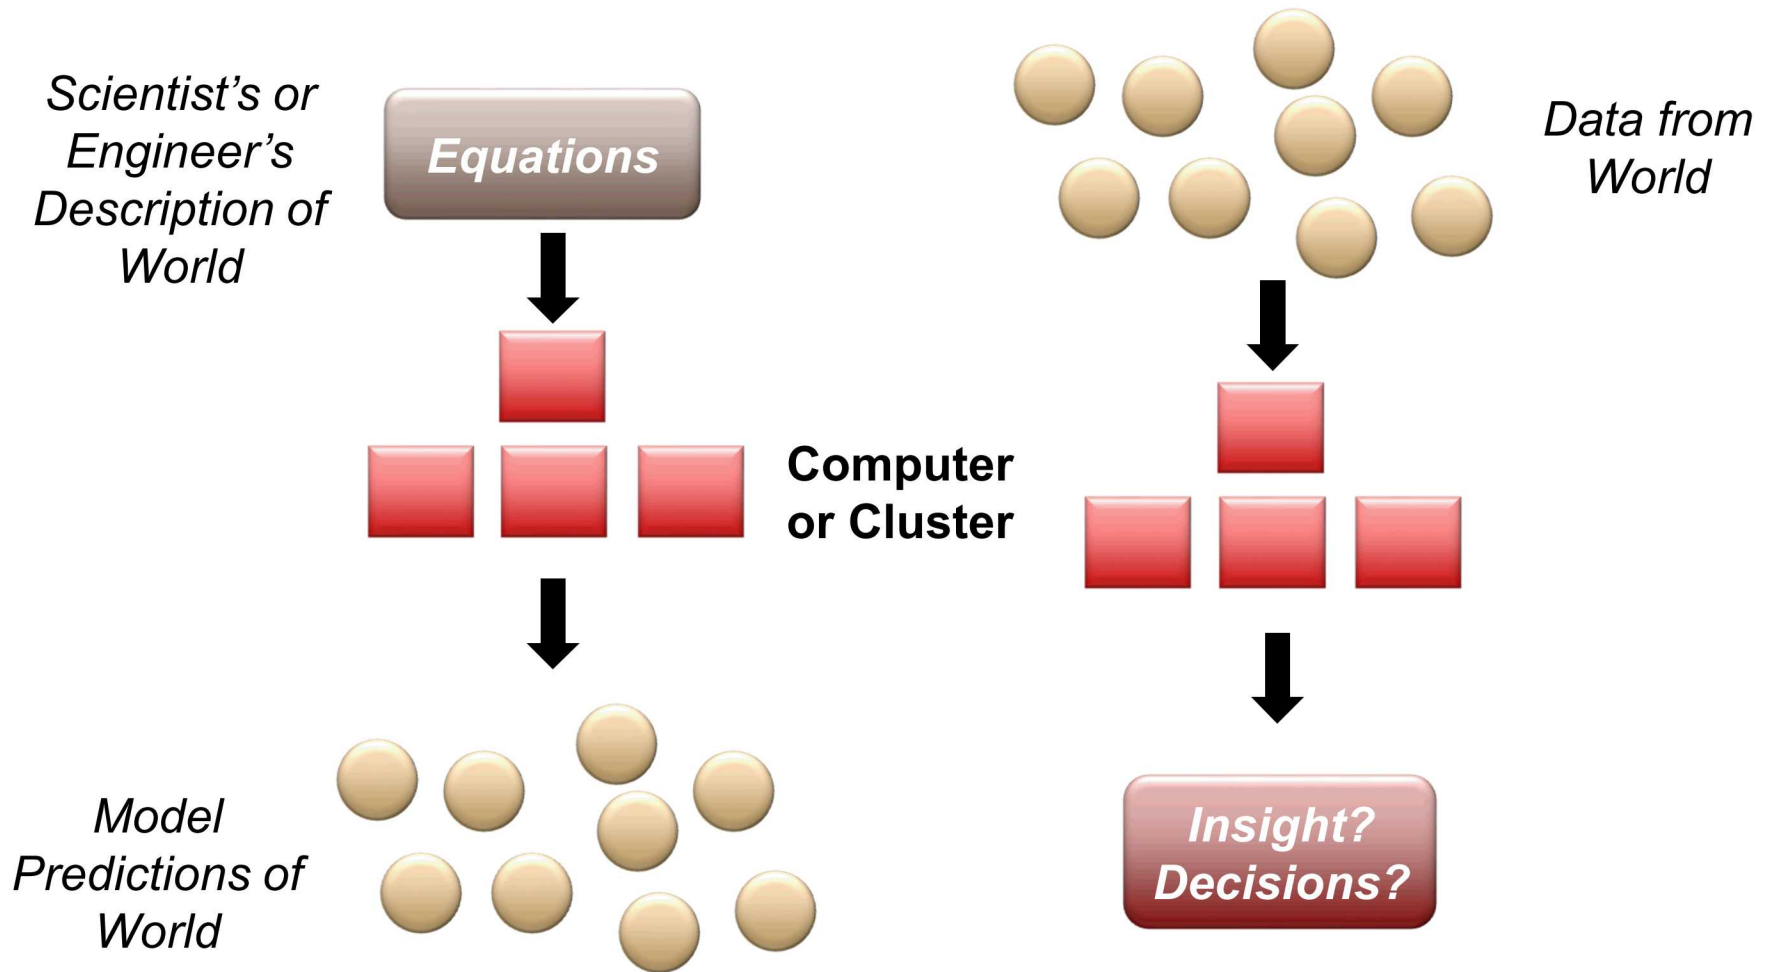 Scientist’s or
Engineer’s
Description of
World
Equations
Data from
World
Computer
or Cluster
Model
Predictions of
World
Insight?
Decisions?